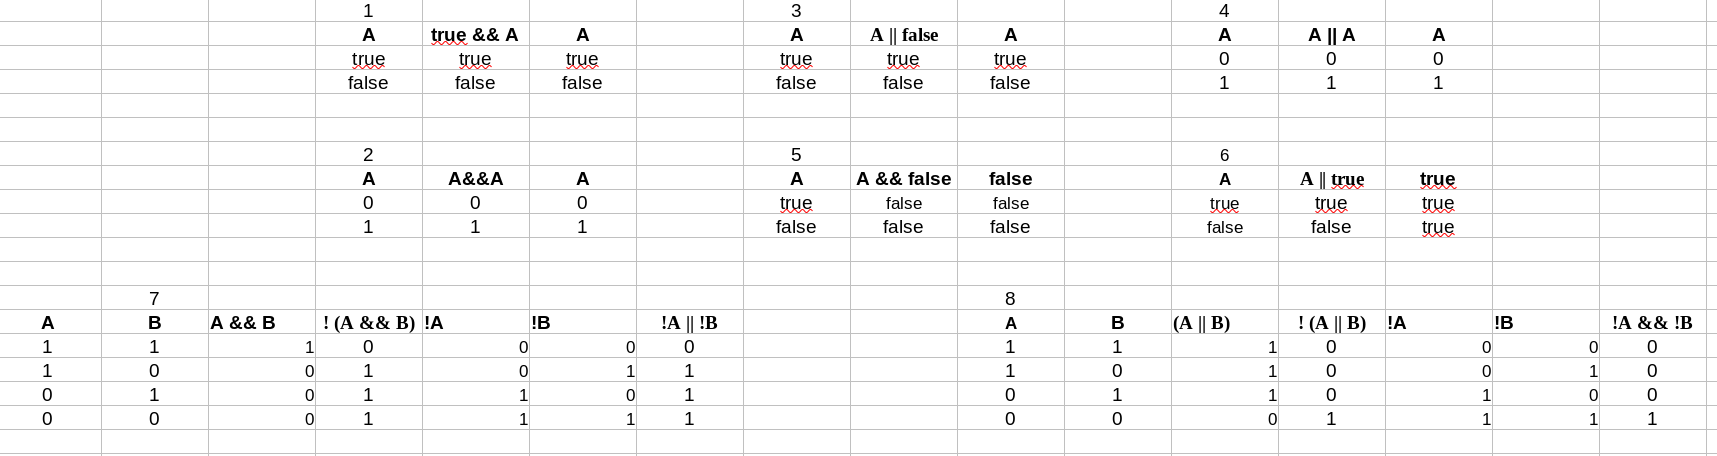 1 3 4
A true && A A A A || false A A A || A A
true true true true true true 0 0 0
false false false false false false 1 1 1
2 5 6
A A&&A A A A && false false A A || true true
0 0 0 true false false true true true
1 1 1 false false false false false true
7 8
A B A && B ! (A && B) !A !B !A || !B A B (A || B) ! (A || B) !A !B !A && !B
1 1 1 0 0 0 0 1 1 1 0 0 0 0
1 0 0 1 0 1 1 1 0 1 0 0 1 0
0 1 0 1 1 0 1 0 1 1 0 1 0 0
0 0 0 1 1 1 1 0 0 0 1 1 1 1